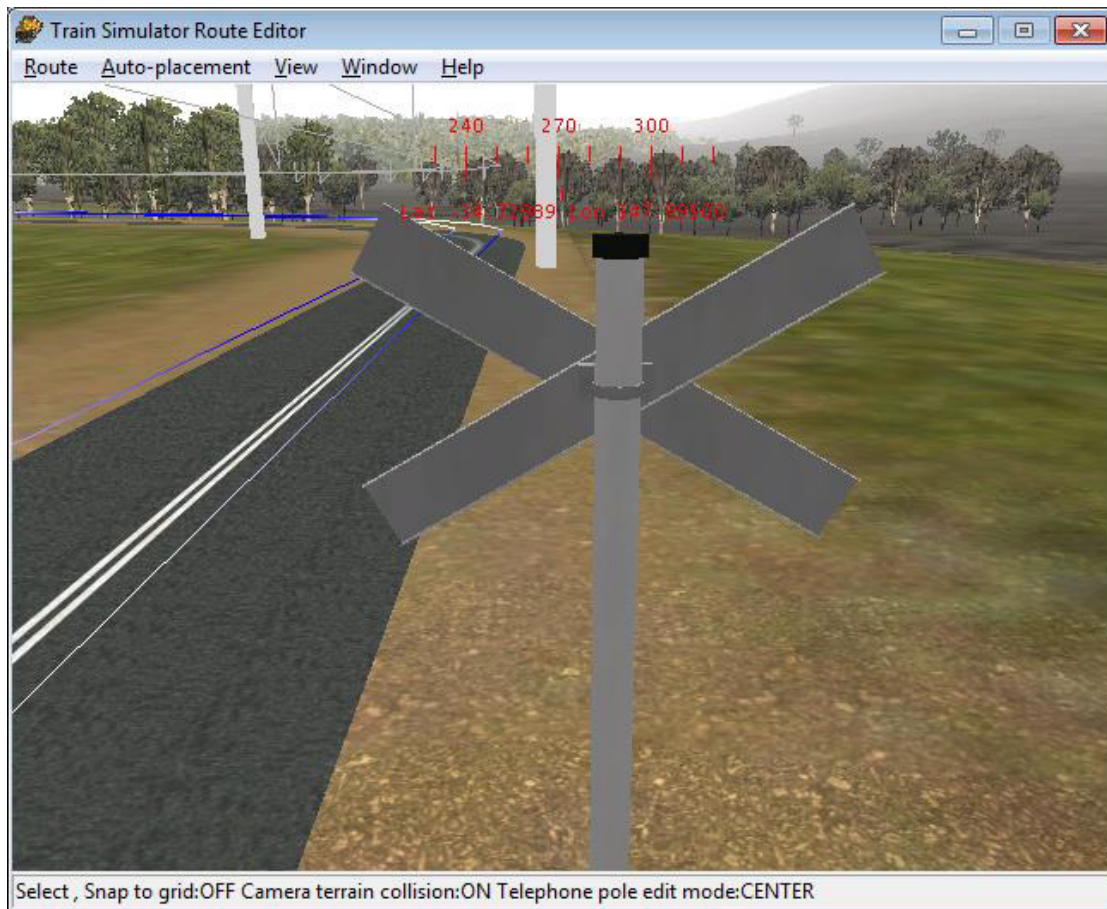 Train Simulator Route Editor
Route Auto-placement View Window Help
240 270 300
Select , Snap to grid:OFF Camera terrain collision:ON Telephone pole edit mode:CENTER